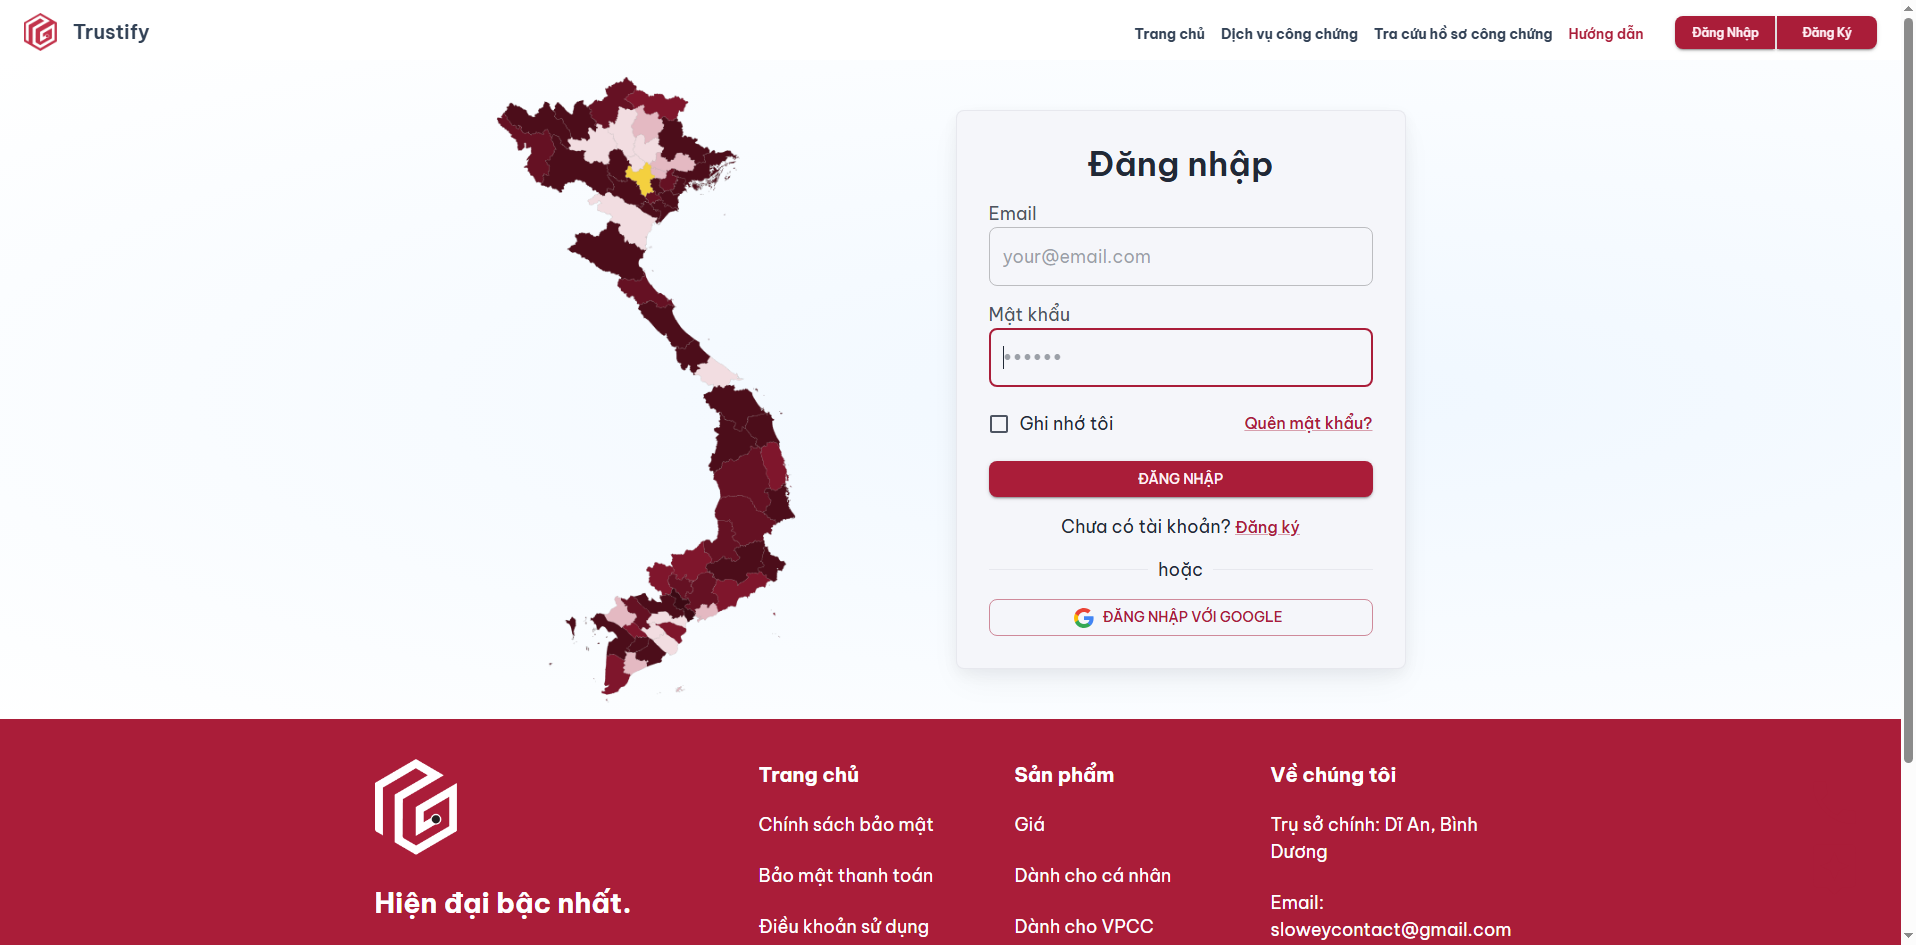 Trustify
Trang chủ
Dịch vụ công chứng
Tra cứu hồ sơ công chứng
Hướng dẫn
Đăng Nhập
Đăng Ký
Đăng nhập
Email
your@email.com
Mật khẩu
••••••
Ghi nhớ tôi
Quên mật khẩu?
ĐĂNG NHẬP
Chưa có tài khoản? Đăng ký
hoặc
ĐĂNG NHẬP VỚI GOOGLE
Hiện đại bậc nhất.
Trang chủ
Chính sách bảo mật
Bảo mật thanh toán
Điều khoản sử dụng
Sản phẩm
Giá
Dành cho cá nhân
Dành cho VPCC
Về chúng tôi
Trụ sở chính: Dĩ An, Bình
Dương
Email:
sloweycontact@gmail.com